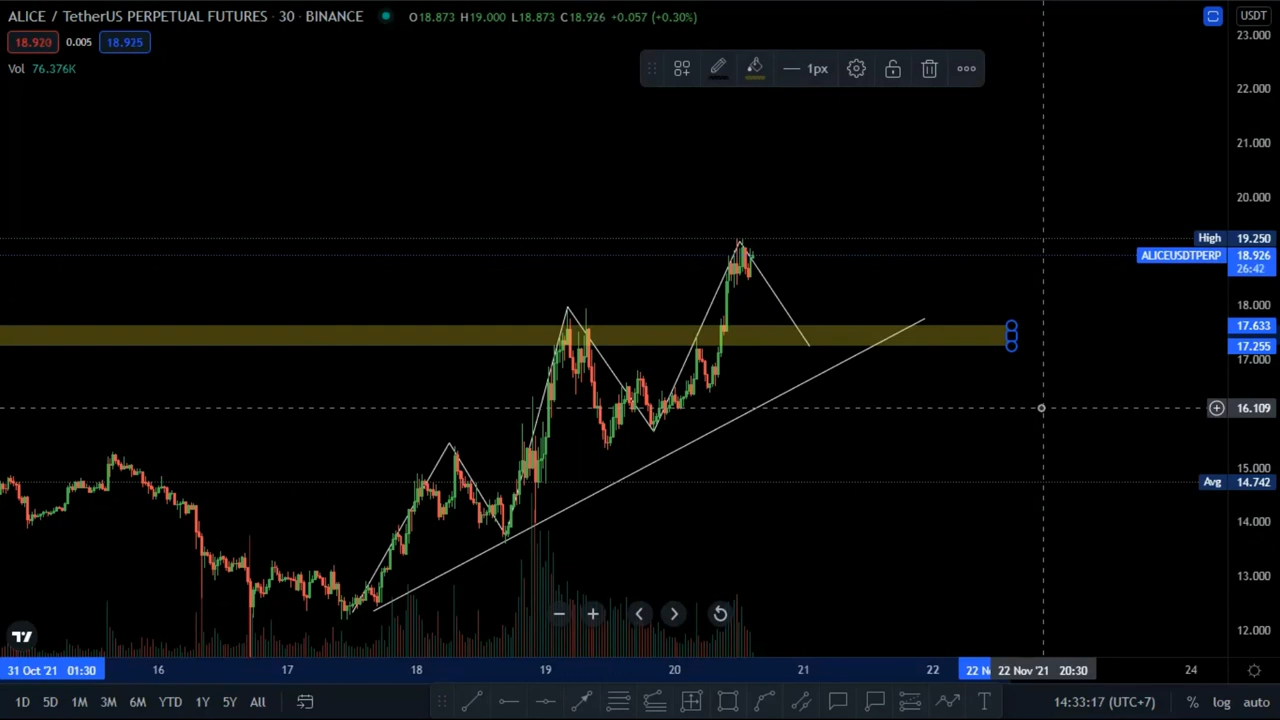 ALICE / TetherUS PERPETUAL FUTURES · 30 · BINANCE O18.873 H19.000 L18.873 C18.926 +0.057 (+0.30%)
USDT
18.920 0.005 18.925
Vol 76.376K
1px
23.000
22.000
21.000
20.000
High 19.250
ALICEUSDTPERP 18.926
26:42
18.000
17.633
17.255
17.000
16.109
15.000
Avg 14.742
14.000
13.000
12.000
31 Oct '21 01:30 16 17 18 19 20 21 22 22 N 22 Nov '21 20:30 24
1D 5D 1M 3M 6M YTD 1Y 5Y All 14:33:17 (UTC+7) % log auto